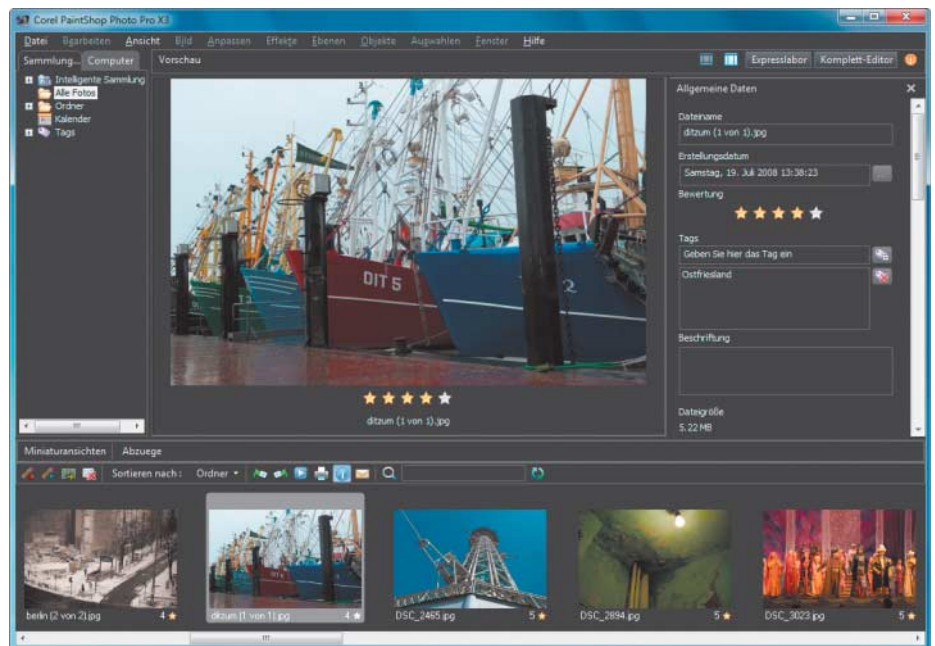 Corel PaintShop Photo Pro X3
Datei Bearbeiten Ansicht Bild Anpassen Effekte Ebenen Objekte Auswahlen Fenster Hilfe
Sammlung... Computer
Vorschau
Expresslabor Komplett-Editor
Intelligente Sammlung
Alle Fotos
Ordner
Kalender
Tags
DIT 5
2
ditzum (1 von 1).jpg
Allgemeine Daten
Dateiname
ditzum (1 von 1).jpg
Erstellungsdatum
Samstag, 19. Juli 2008 13:38:23
Bewertung
Tags
Geben Sie hier das Tag ein
Ostfriesland
Beschriftung
Dateigröße
5.22 MB
Miniaturansichten Abzuege
Sortieren nach: Ordner
berlin (2 von 2).jpg 4
ditzum (1 von 1).jpg 4
DSC_2465.jpg 5
DSC_2894.jpg 5
DSC_3023.jpg 5